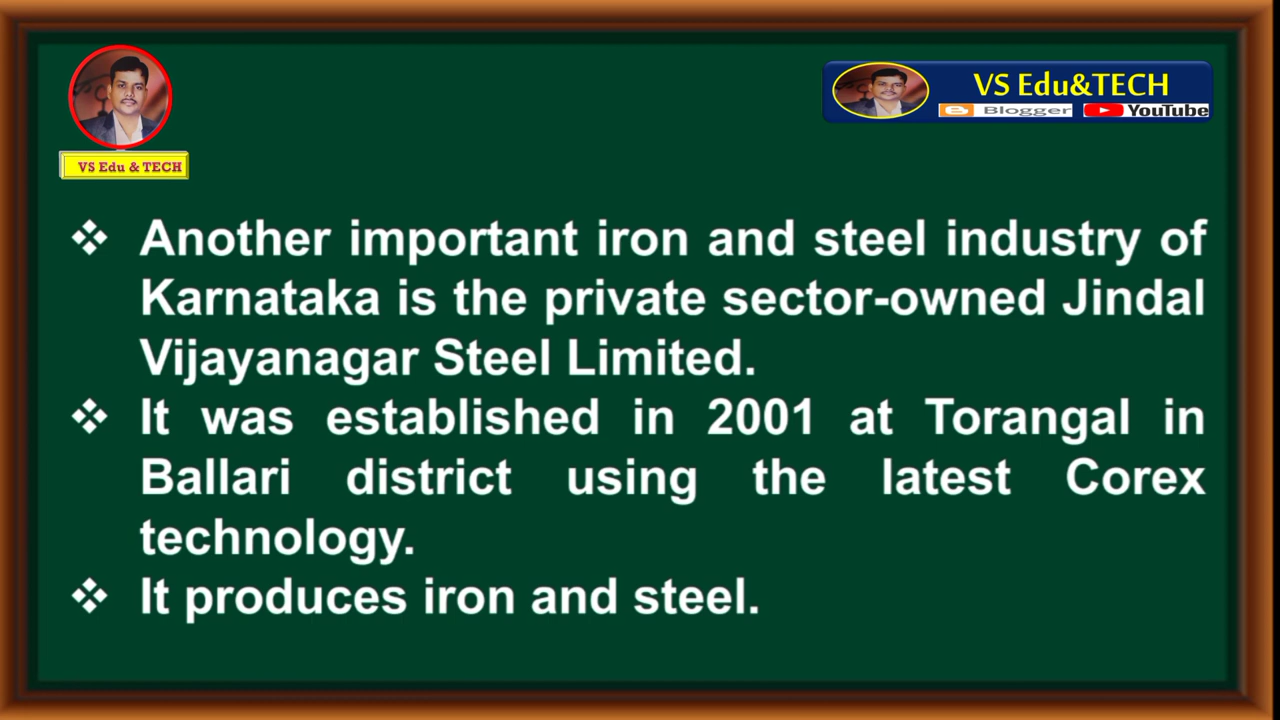 VS Edu & TECH
VS Edu&TECH
Blogger
YouTube
❖ Another important iron and steel industry of
Karnataka is the private sector-owned Jindal
Vijayanagar Steel Limited.
❖ It was established in 2001 at Torangal in
Ballari district using the latest Corex
technology.
❖ It produces iron and steel.